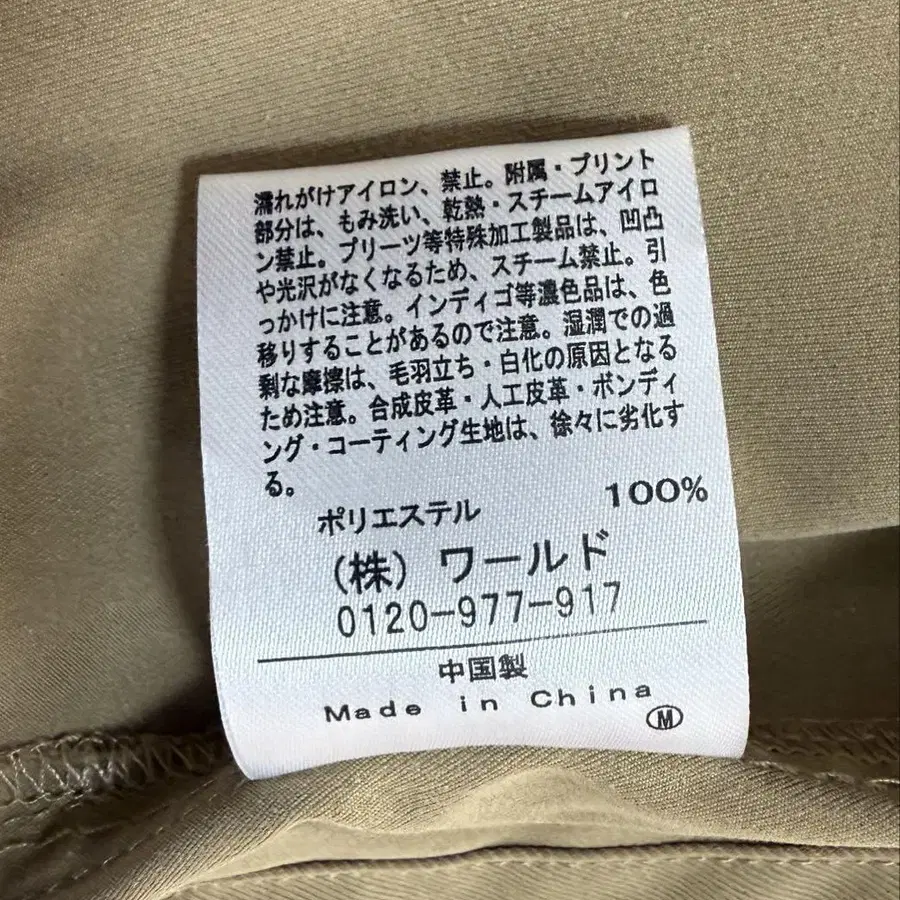 濡れがけアイロン、禁止。附属・プリント
部分は、もみ洗い、乾熱・スチームアイロ
ン禁止。プリーツ等特殊加工製品は、凹凸
や光沢がなくなるため、スチーム禁止。引
っかけに注意。インディゴ等濃色品は、色
移りすることがあるので注意。湿潤での過
剰な摩擦は、毛羽立ち・白化の原因となる
ため注意。合成皮革・人工皮革・ボンディ
ング・コーティング生地は、徐々に劣化す
る。
ポリエステル 100%
(株) ワールド
0120-977-917
中国製
Made in China
M